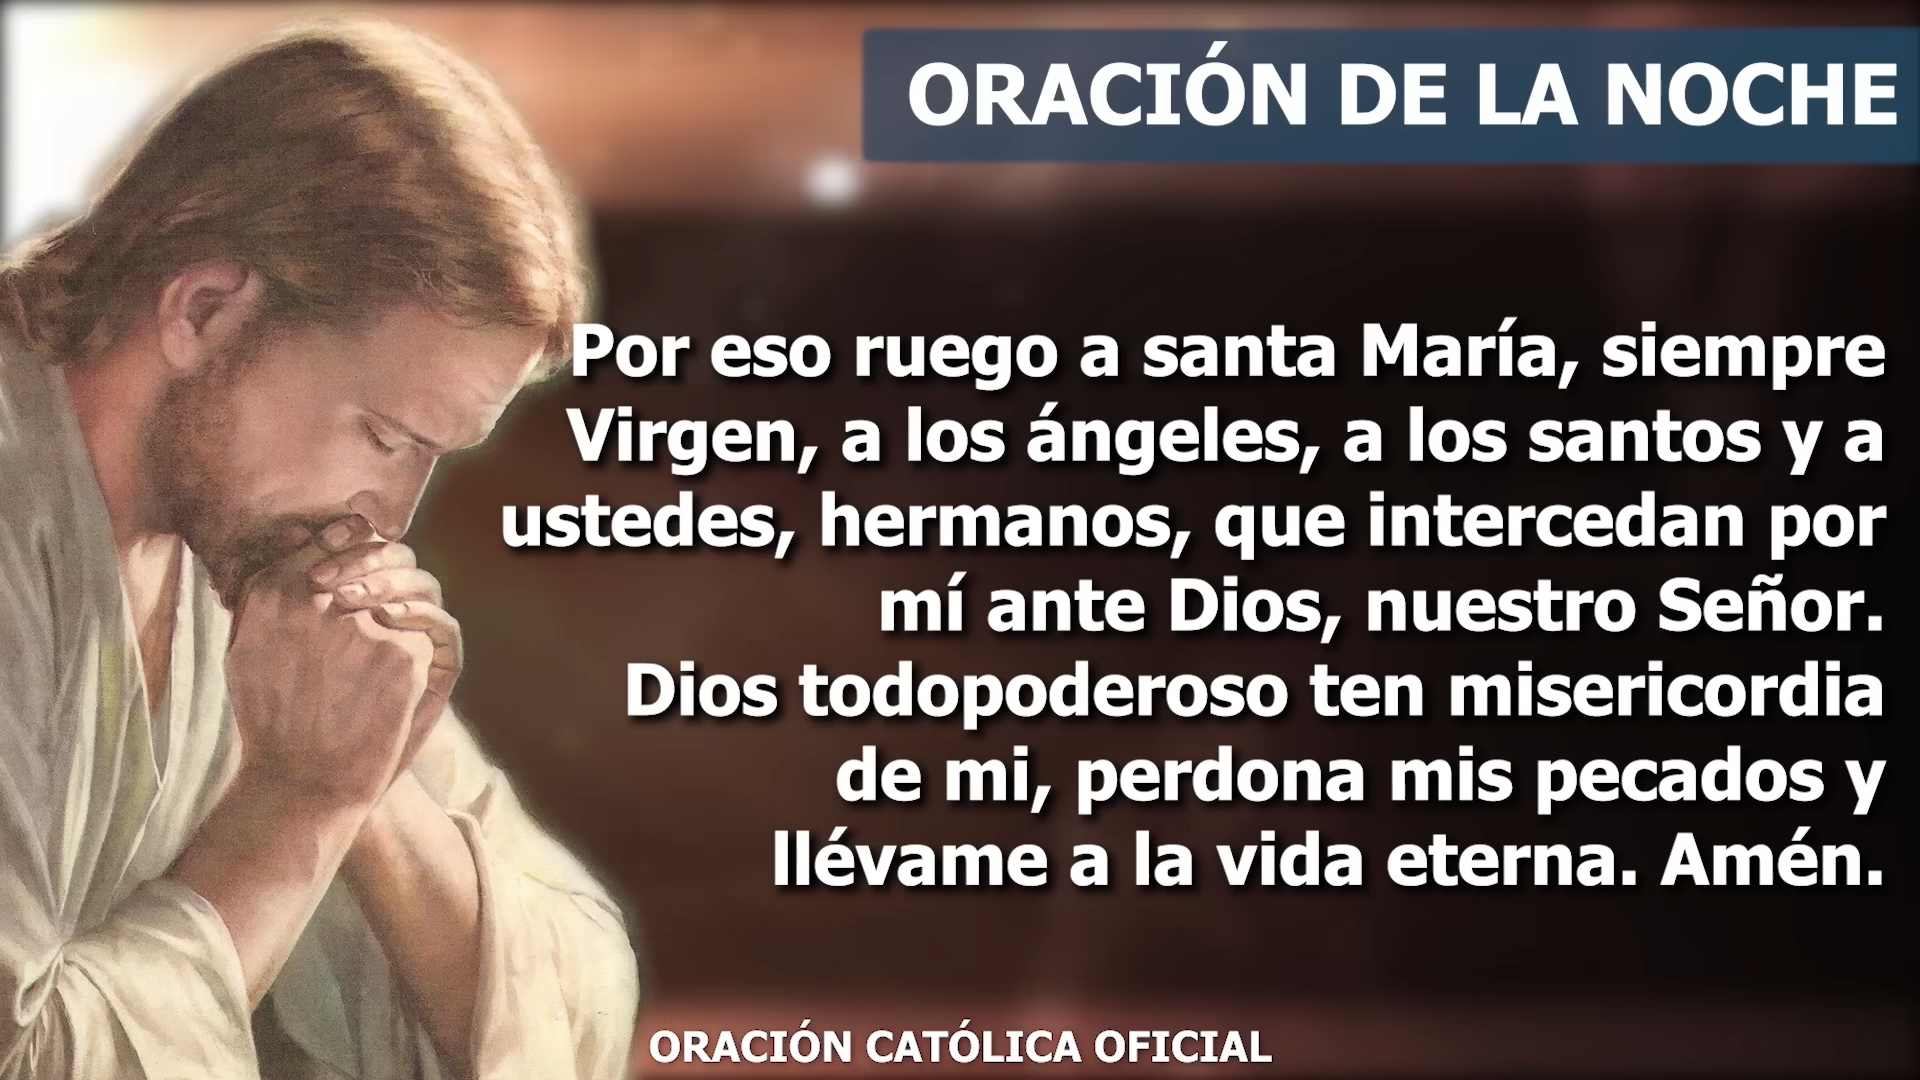 ORACIÓN DE LA NOCHE
Por eso ruego a santa María, siempre
Virgen, a los ángeles, a los santos y a
ustedes, hermanos, que intercedan por
mí ante Dios, nuestro Señor.
Dios todopoderoso ten misericordia
de mi, perdona mis pecados y
llévame a la vida eterna. Amén.
ORACIÓN CATÓLICA OFICIAL